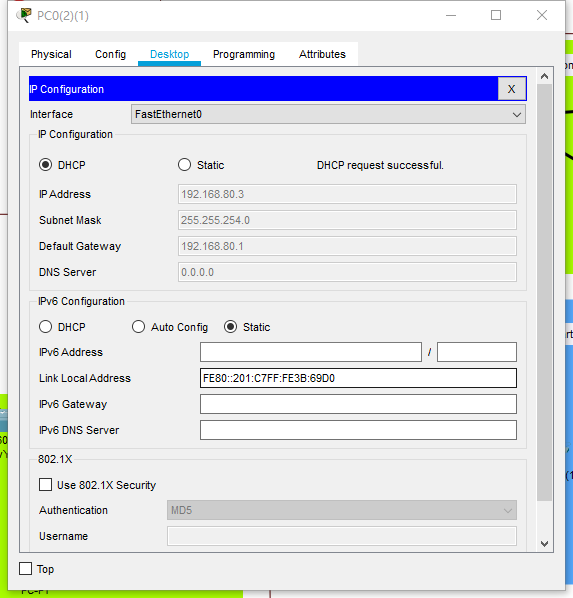 PC0(2)(1)
Physical Config Desktop Programming Attributes
IP Configuration X
Interface FastEthernet0
IP Configuration
DHCP Static DHCP request successful.
IP Address 192.168.80.3
Subnet Mask 255.255.254.0
Default Gateway 192.168.80.1
DNS Server 0.0.0.0
IPv6 Configuration
DHCP Auto Config Static
IPv6 Address /
Link Local Address FE80::201:C7FF:FE3B:69D0
IPv6 Gateway
IPv6 DNS Server
802.1X
Use 802.1X Security
Authentication MD5
Username
Top
PC-PT